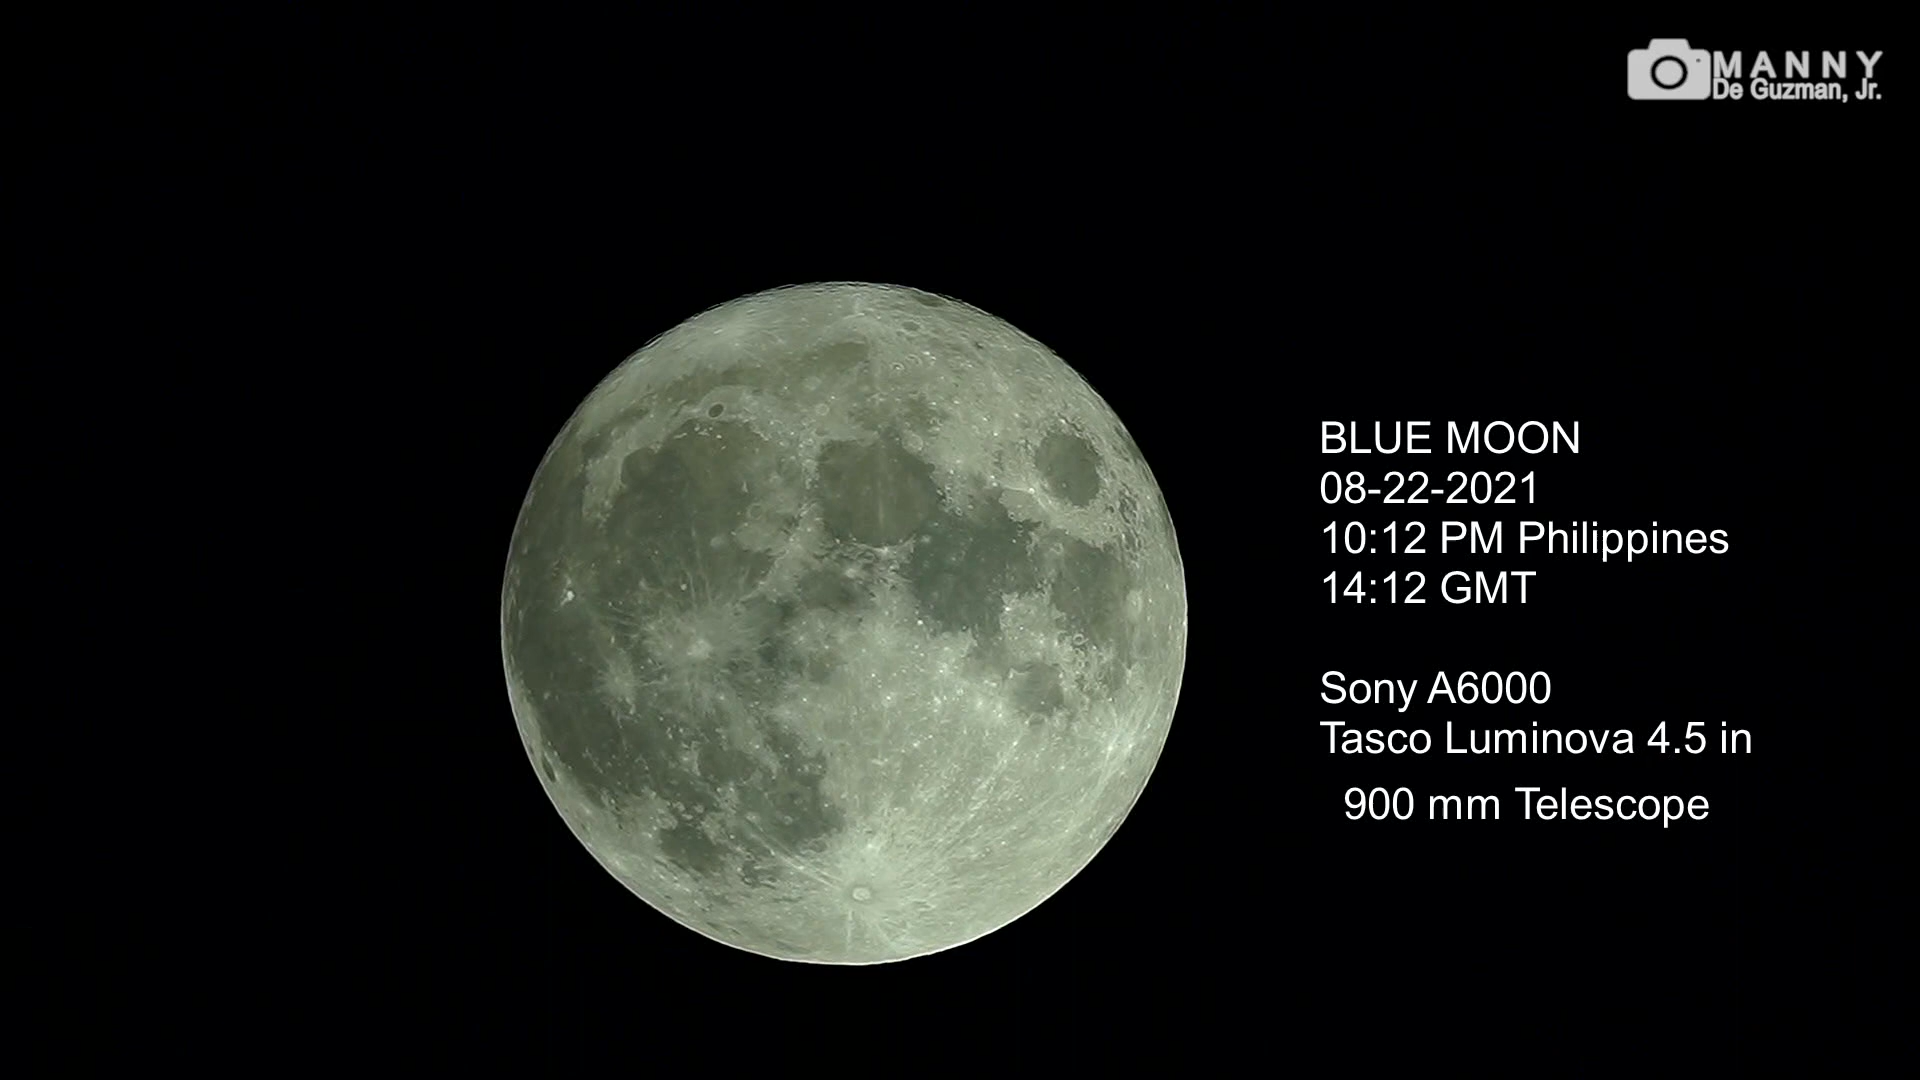 MANNY
De Guzman, Jr.
BLUE MOON
08-22-2021
10:12 PM Philippines
14:12 GMT
Sony A6000
Tasco Luminova 4.5 in
900 mm Telescope